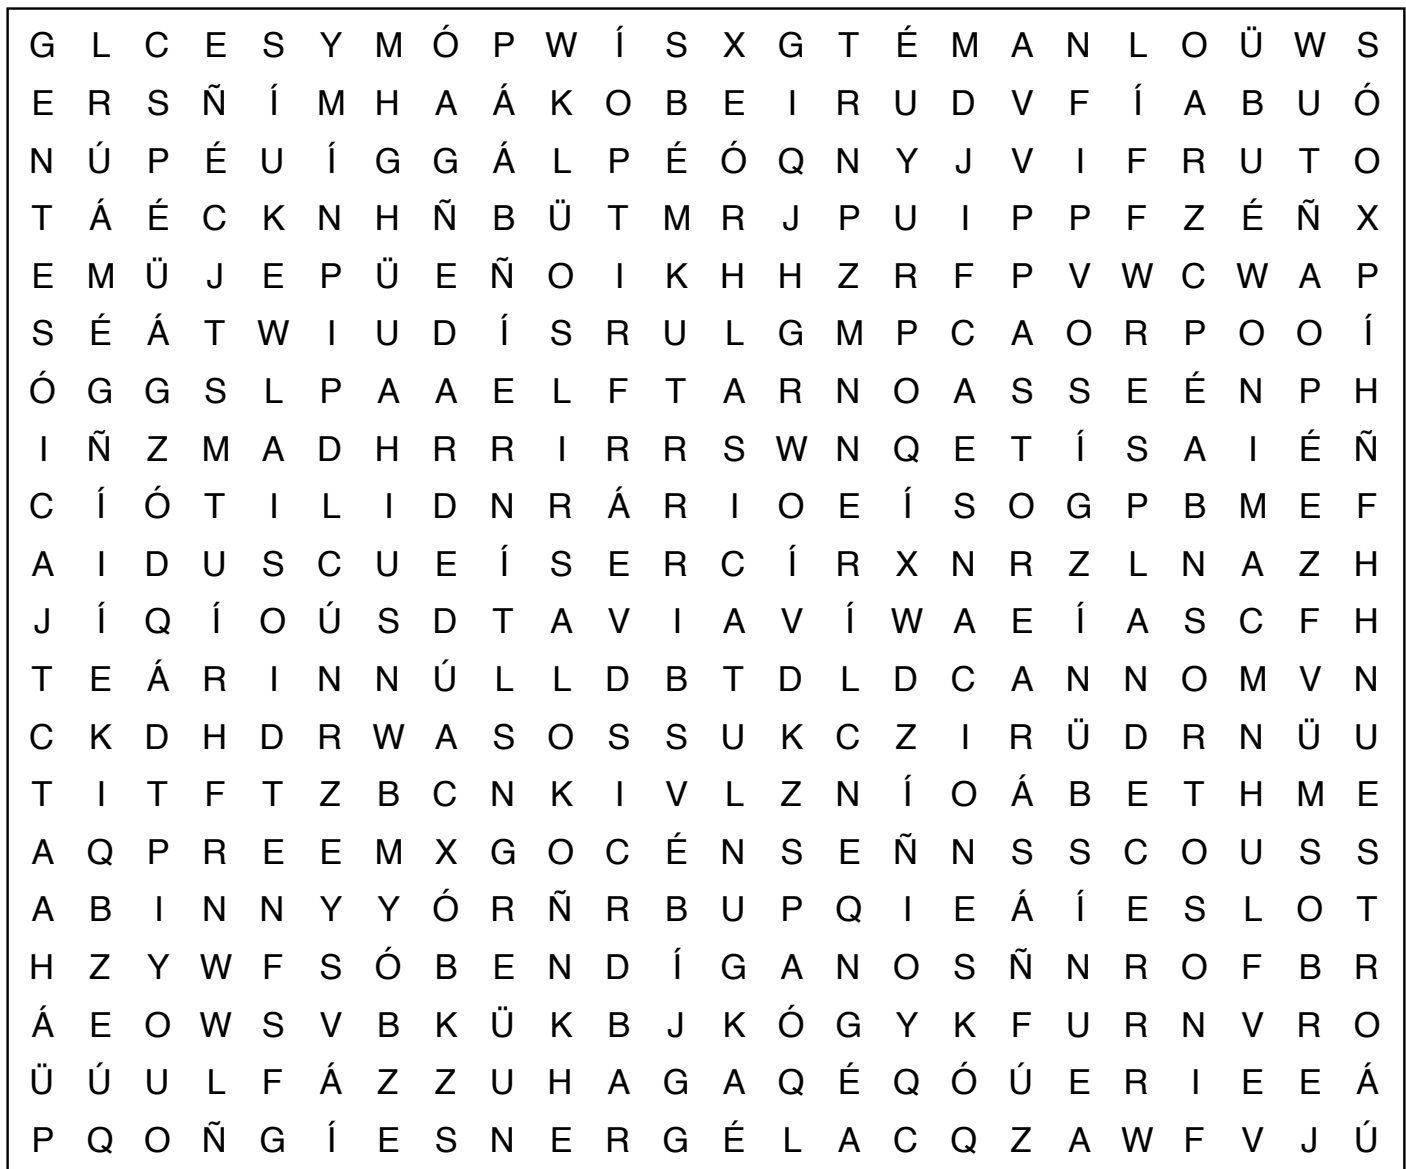 G L C E S Y M Ó P W Í S X G T É M A N L O Ü W S
E R S Ñ Í M H A Á K O B E I R U D V F Í A B U Ó
N Ú P É U Í G G Á L P É Ó Q N Y J V I F R U T O
T Á É C K N H Ñ B Ü T M R J P U I P P F Z É Ñ X
E M Ü J E P Ü E Ñ O I K H H Z R F P V W C W A P
S É Á T W I U D Í S R U L G M P C A O R P O O Í
Ó G G S L P A A E L F T A R N O A S S E É N P H
I Ñ Z M A D H R R I R R S W N Q E T Í S A I É Ñ
C Í Ó T I L I D N R Á R I O E Í S O G P B M E F
A I D U S C U E Í S E R C Í R X N R Z L N A Z H
J Í Q Í O Ú S D T A V I A V Í W A E Í A S C F H
T E Á R I N N Ú L L D B T D L D C A N N O M V N
C K D H D R W A S O S S U K C Z I R Ü D R N Ü U
T I T F T Z B C N K I V L Z N Í O Á B E T H M E
A Q P R E E M X G O C É N S E Ñ N S S C O U S S
A B I N N Y Y Ó R Ñ R B U P Q I E Á Í E S L O T
H Z Y W F S Ó B E N D Í G A N O S Ñ N R O F B R
Á E O W S V B K Ü K B J K Ó G Y K F U R N V R O
Ü Ú U L F Á Z Z U H A G A Q É Q Ó Ú E R I E E Á
P Q O Ñ G Í E S N E R G É L A C Q Z A W F V J Ú